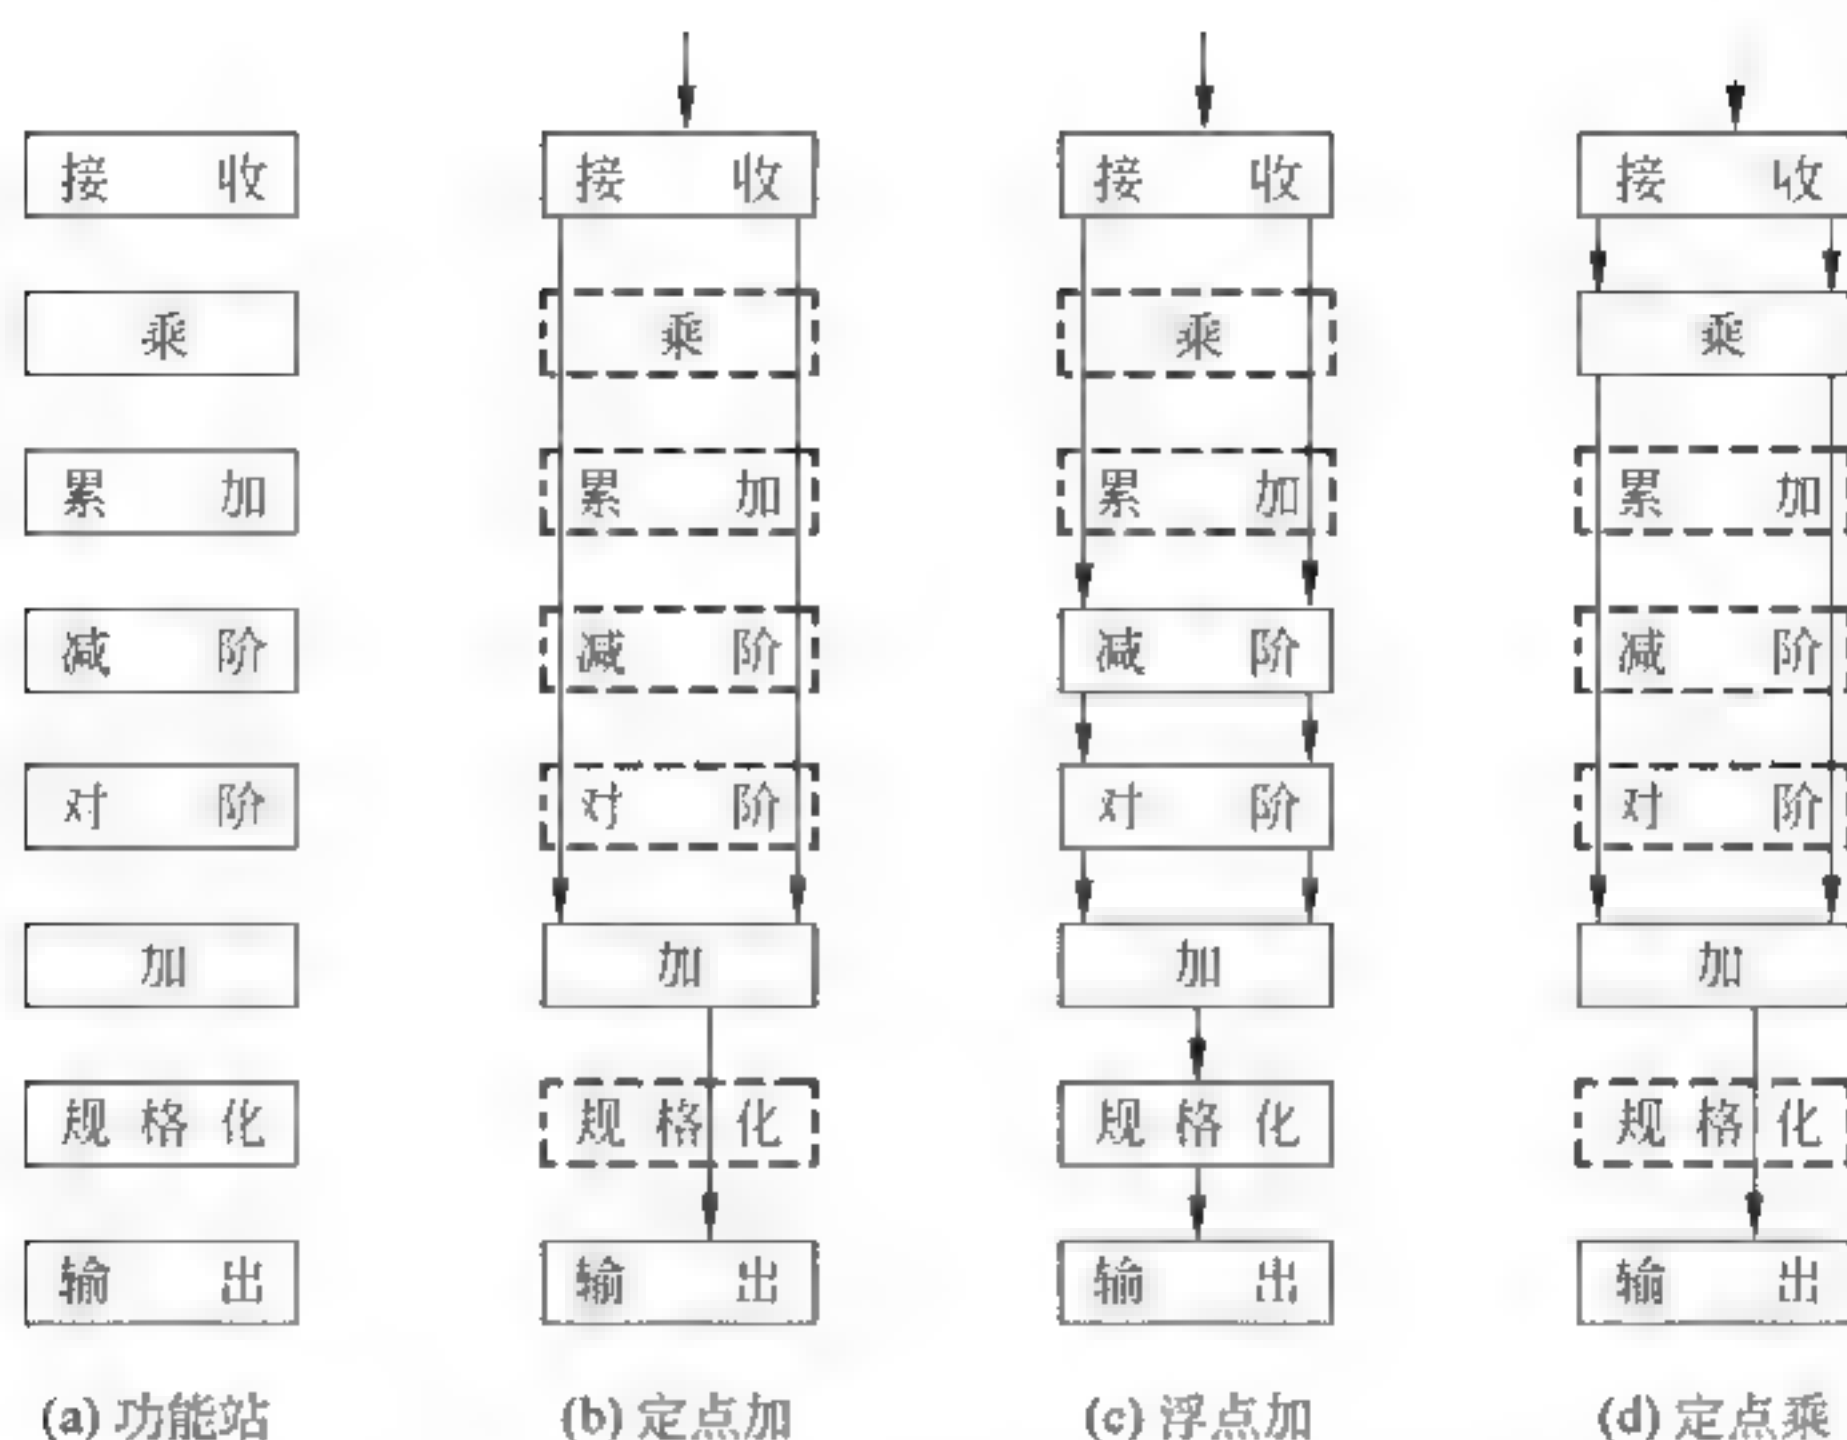 接 收 接 收 接 收 接 收
乘 乘 乘 乘
累 加 累 加 累 加 累 加
减 阶 减 阶 减 阶 减 阶
对 阶 对 阶 对 阶 对 阶
加 加 加 加
规 格 化 规 格 化 规 格 化 规 格 化
输 出 输 出 输 出 输 出
(a) 功能站 (b) 定点加 (c) 浮点加 (d) 定点乘